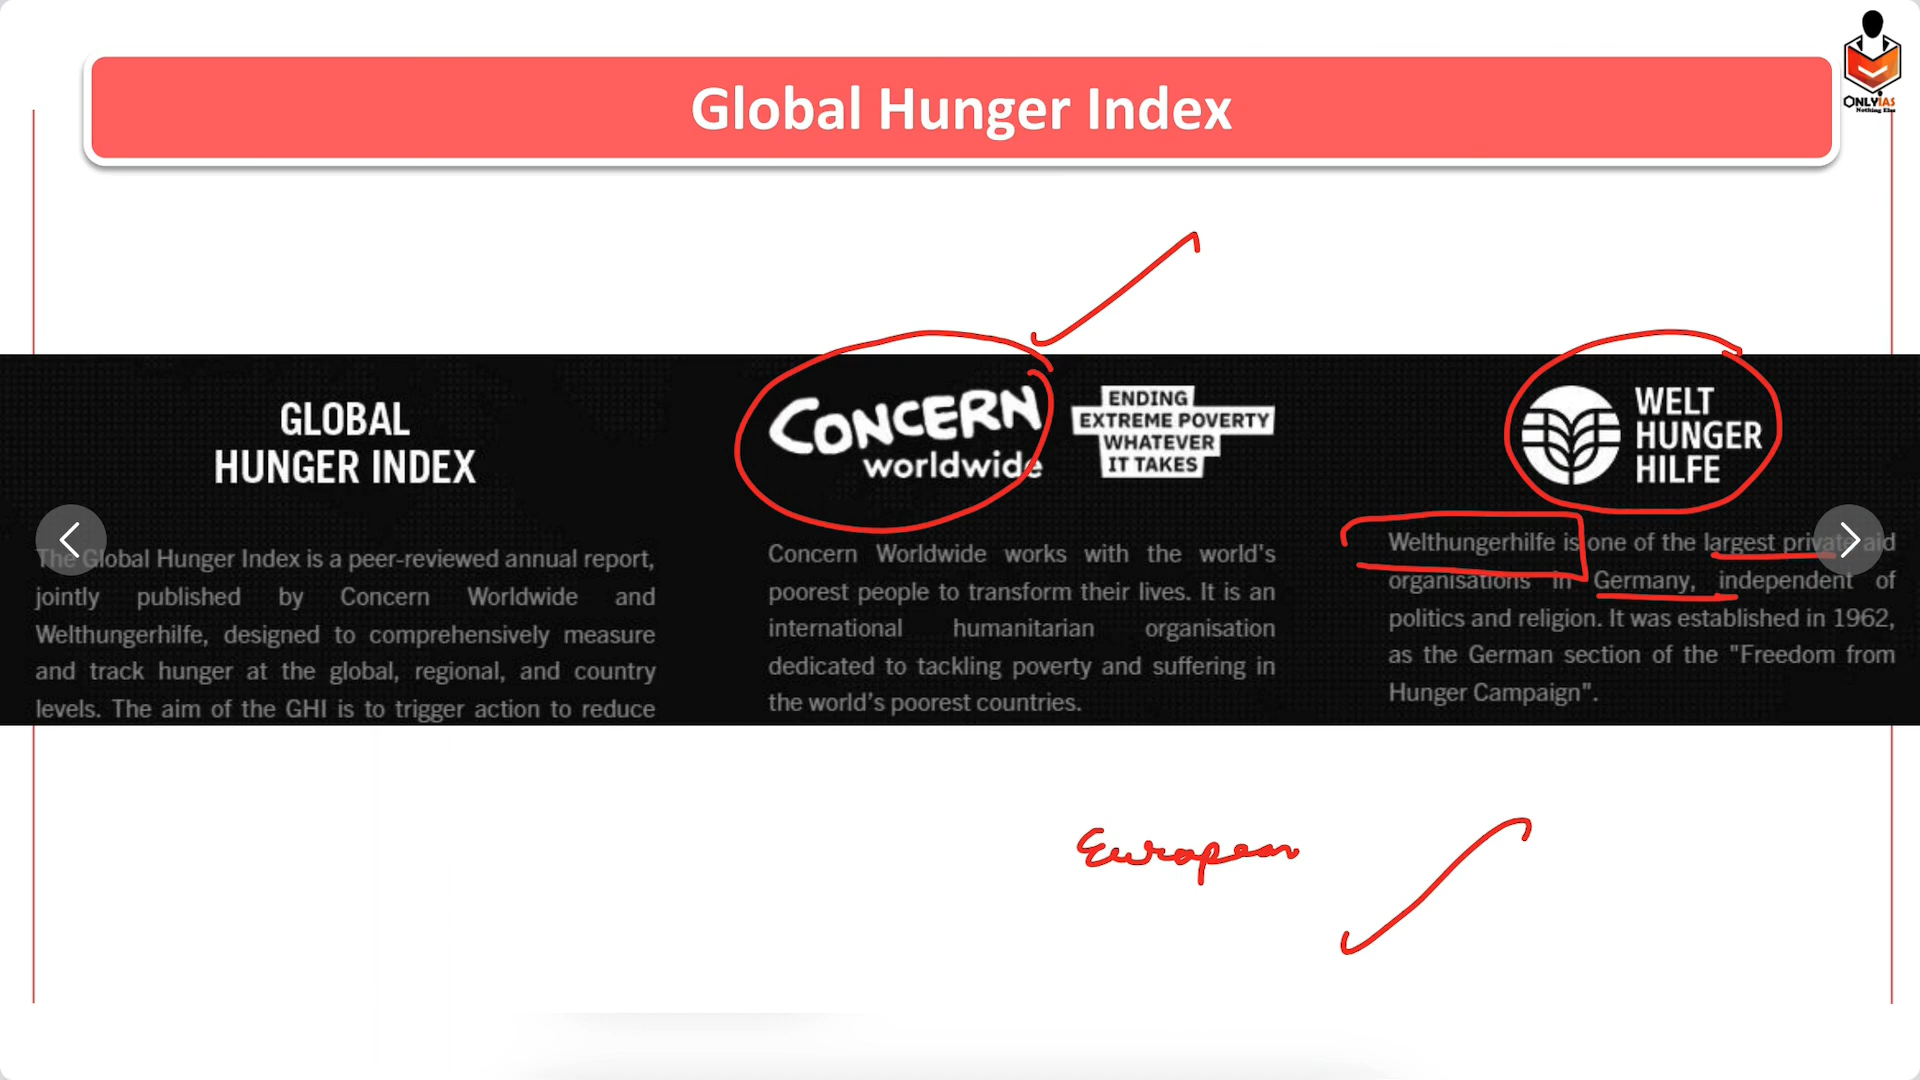 Global Hunger Index
ONLYIAS
Nothing Else
GLOBAL
HUNGER INDEX
The Global Hunger Index is a peer-reviewed annual report,
jointly published by Concern Worldwide and
Welthungerhilfe, designed to comprehensively measure
and track hunger at the global, regional, and country
levels. The aim of the GHI is to trigger action to reduce
CONCERN
worldwide
ENDING
EXTREME POVERTY
WHATEVER
IT TAKES
Concern Worldwide works with the world's
poorest people to transform their lives. It is an
international humanitarian organisation
dedicated to tackling poverty and suffering in
the world's poorest countries.
WELT
HUNGER
HILFE
Welthungerhilfe is one of the largest private aid
organisations in Germany, independent of
politics and religion. It was established in 1962,
as the German section of the "Freedom from
Hunger Campaign".
European